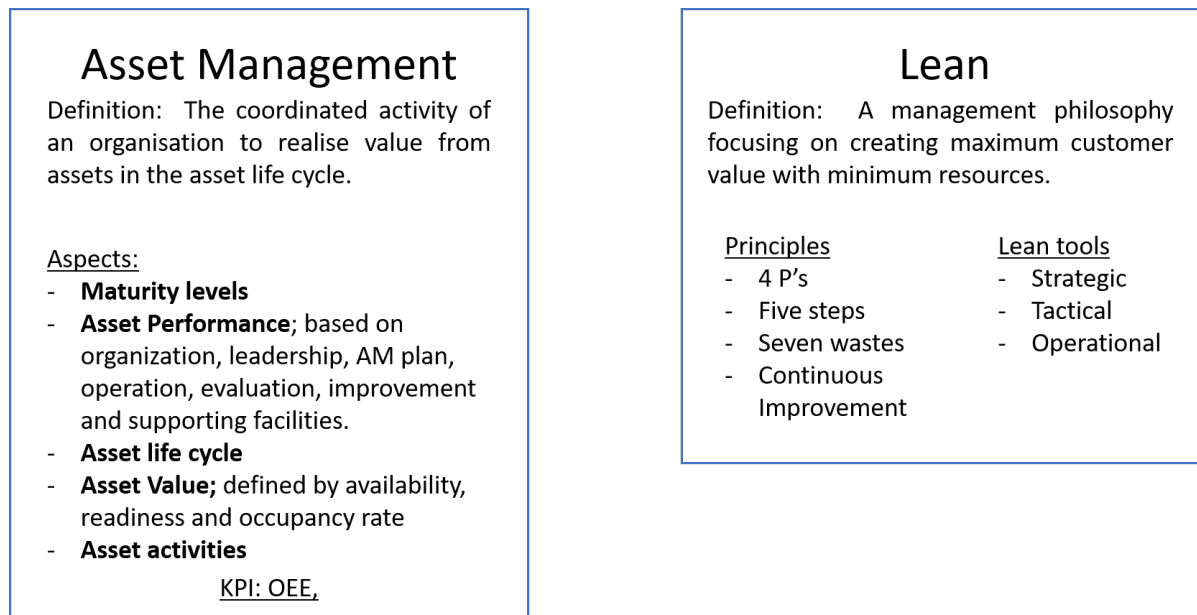 Asset Management
Definition: The coordinated activity of
an organisation to realise value from
assets in the asset life cycle.
Aspects:
- Maturity levels
- Asset Performance; based on
organization, leadership, AM plan,
operation, evaluation, improvement
and supporting facilities.
- Asset life cycle
- Asset Value; defined by availability,
readiness and occupancy rate
- Asset activities
KPI: OEE,
Lean
Definition: A management philosophy
focusing on creating maximum customer
value with minimum resources.
Principles
- 4 P's
- Five steps
- Seven wastes
- Continuous
Improvement
Lean tools
- Strategic
- Tactical
- Operational